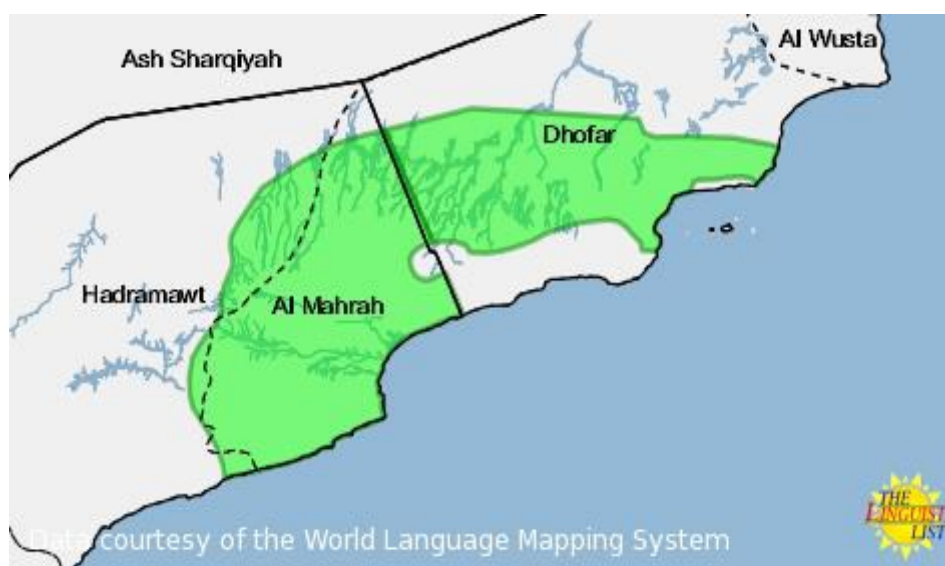 Al Wusta
Ash Sharqiyah
Dhofar
Hadramawt
Al Mahrah
THE
LINGUIST
LIST
Data courtesy of the World Language Mapping System